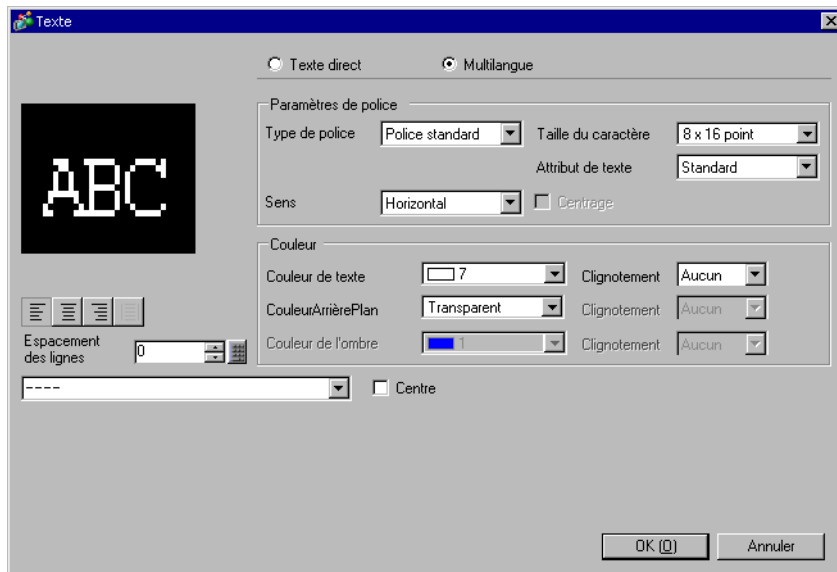 Texte
Texte direct Multilangue
Paramètres de police
Type de police Police standard Taille du caractère 8 x 16 point
Attribut de texte Standard
Sens Horizontal Centrage
ABC
Couleur
Couleur de texte 7 Clignotement Aucun
CouleurArrièrePlan Transparent Clignotement Aucun
Couleur de l'ombre 1 Clignotement Aucun
Espacement
des lignes 0
---- Centre
OK (O) Annuler